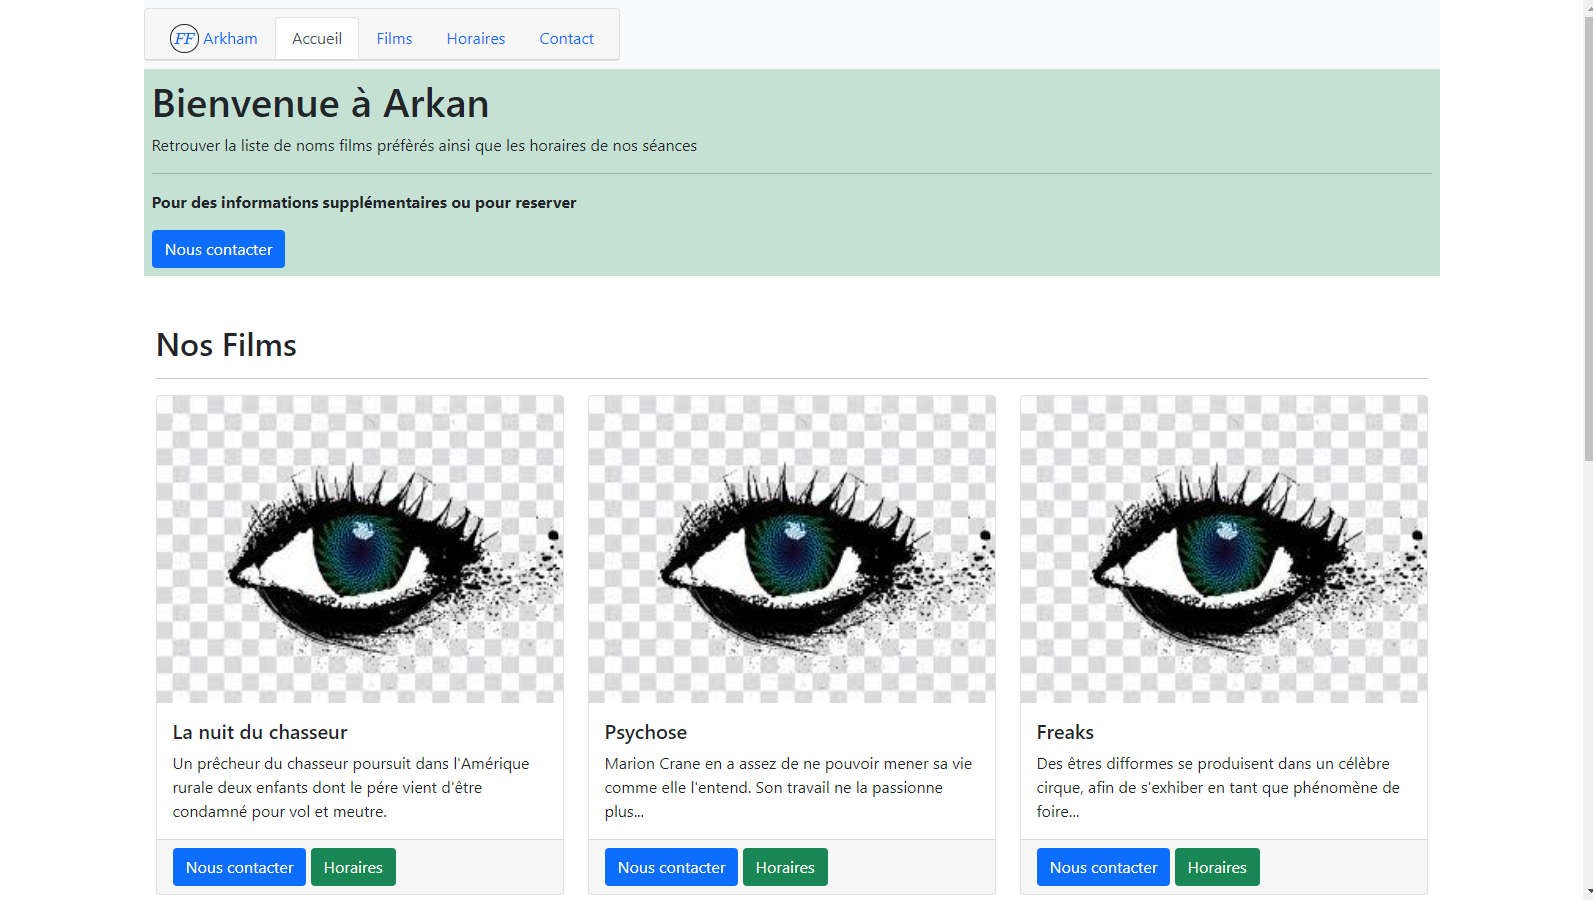 FF Arkham Accueil Films Horaires Contact
Bienvenue à Arkan
Retrouver la liste de noms films préfèrés ainsi que les horaires de nos séances
Pour des informations supplémentaires ou pour reserver
Nous contacter
Nos Films
La nuit du chasseur
Un prêcheur du chasseur poursuit dans l'Amérique
rurale deux enfants dont le pére vient d'être
condamné pour vol et meutre.
Nous contacter Horaires
Psychose
Marion Crane en a assez de ne pouvoir mener sa vie
comme elle l'entend. Son travail ne la passionne
plus...
Nous contacter Horaires
Freaks
Des êtres difformes se produisent dans un célèbre
cirque, afin de s'exhiber en tant que phénomène de
foire...
Nous contacter Horaires